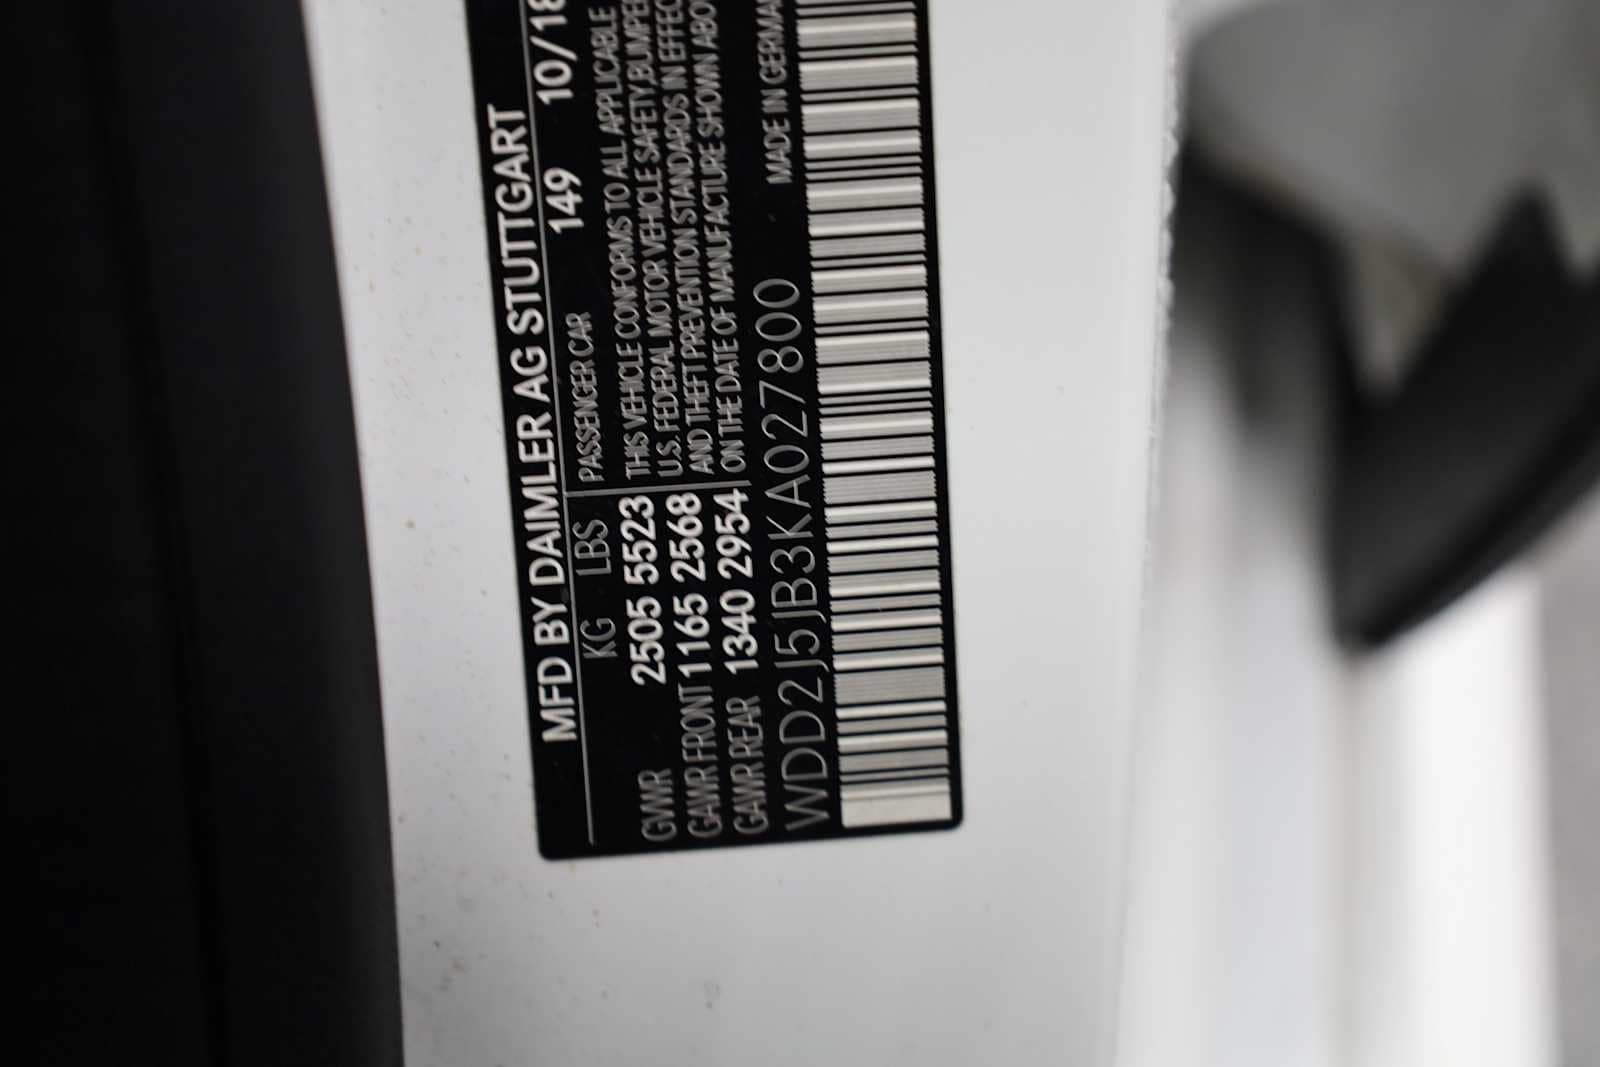 MFD BY DAIMLER AG STUTTGART
149 10/18
KG LBS
GVWR 2505 5523
GAWR FRONT 1165 2568
GAWR REAR 1340 2954
PASSENGER CAR
THIS VEHICLE CONFORMS TO ALL APPLICABLE
U.S. FEDERAL MOTOR VEHICLE SAFETY,BUMPER
AND THEFT PREVENTION STANDARDS IN EFFECT
ON THE DATE OF MANUFACTURE SHOWN ABO
MADE IN GERMAN
WDD2J5JB3KA027800